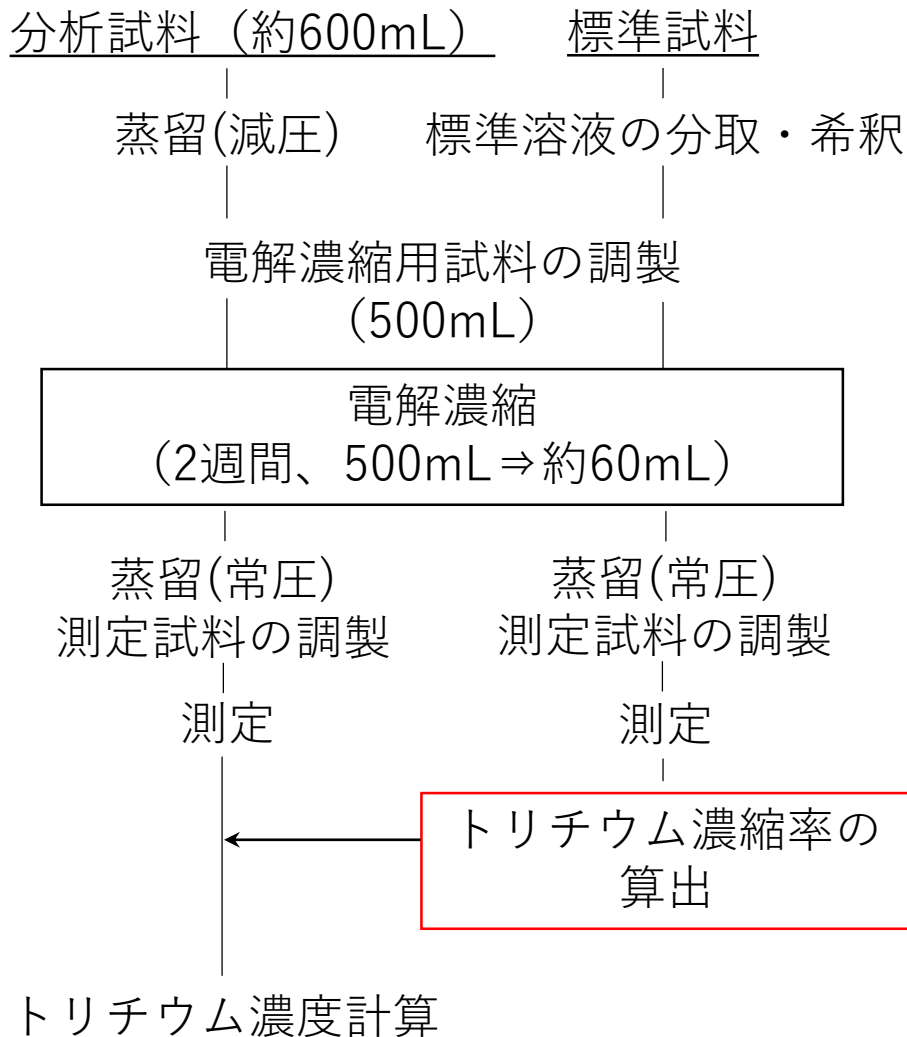 分析試料（約600mL）
標準試料
蒸留(減圧)
標準溶液の分取・希釈
電解濃縮用試料の調製
（500mL）
電解濃縮
（2週間、500mL⇒約60mL）
蒸留(常圧)
測定試料の調製
蒸留(常圧)
測定試料の調製
測定
測定
トリチウム濃縮率の
算出
トリチウム濃度計算